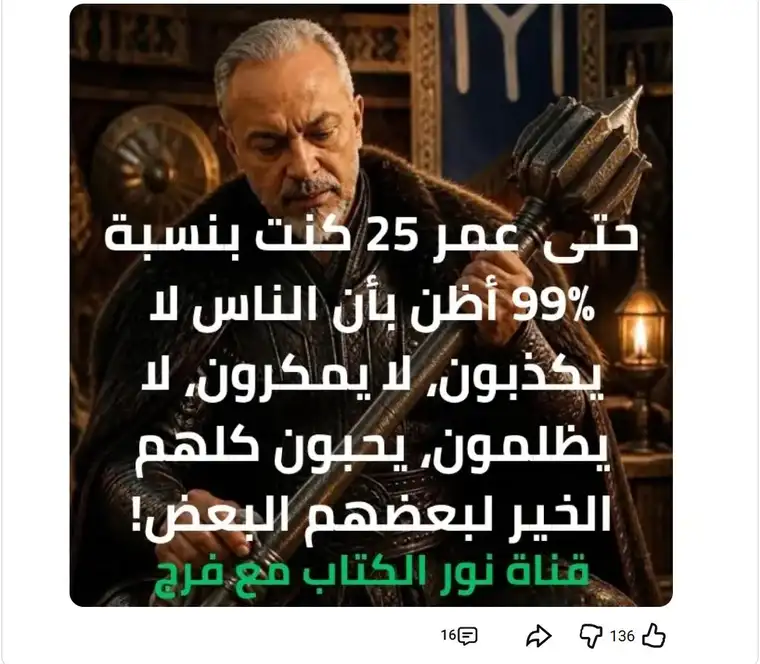 حتى عمر 25 كنت بنسبة
99% أظن بأن الناس لا
يكذبون، لا يمكرون، لا
يظلمون، يحبون كلهم
الخير لبعضهم البعض!
قناة نور الكتاب مع فرج
136 16